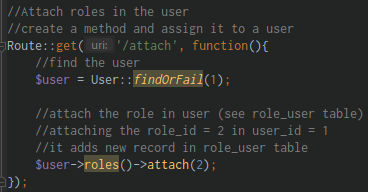 //Attach roles in the user
//create a method and assign it to a user
Route::get( uri: '/attach', function(){
//find the user
$user = User::findOrFail(1);
//attach the role in user (see role_user table)
//attaching the role_id = 2 in user_id = 1
//it adds new record in role_user table
$user->roles()->attach(2);
});